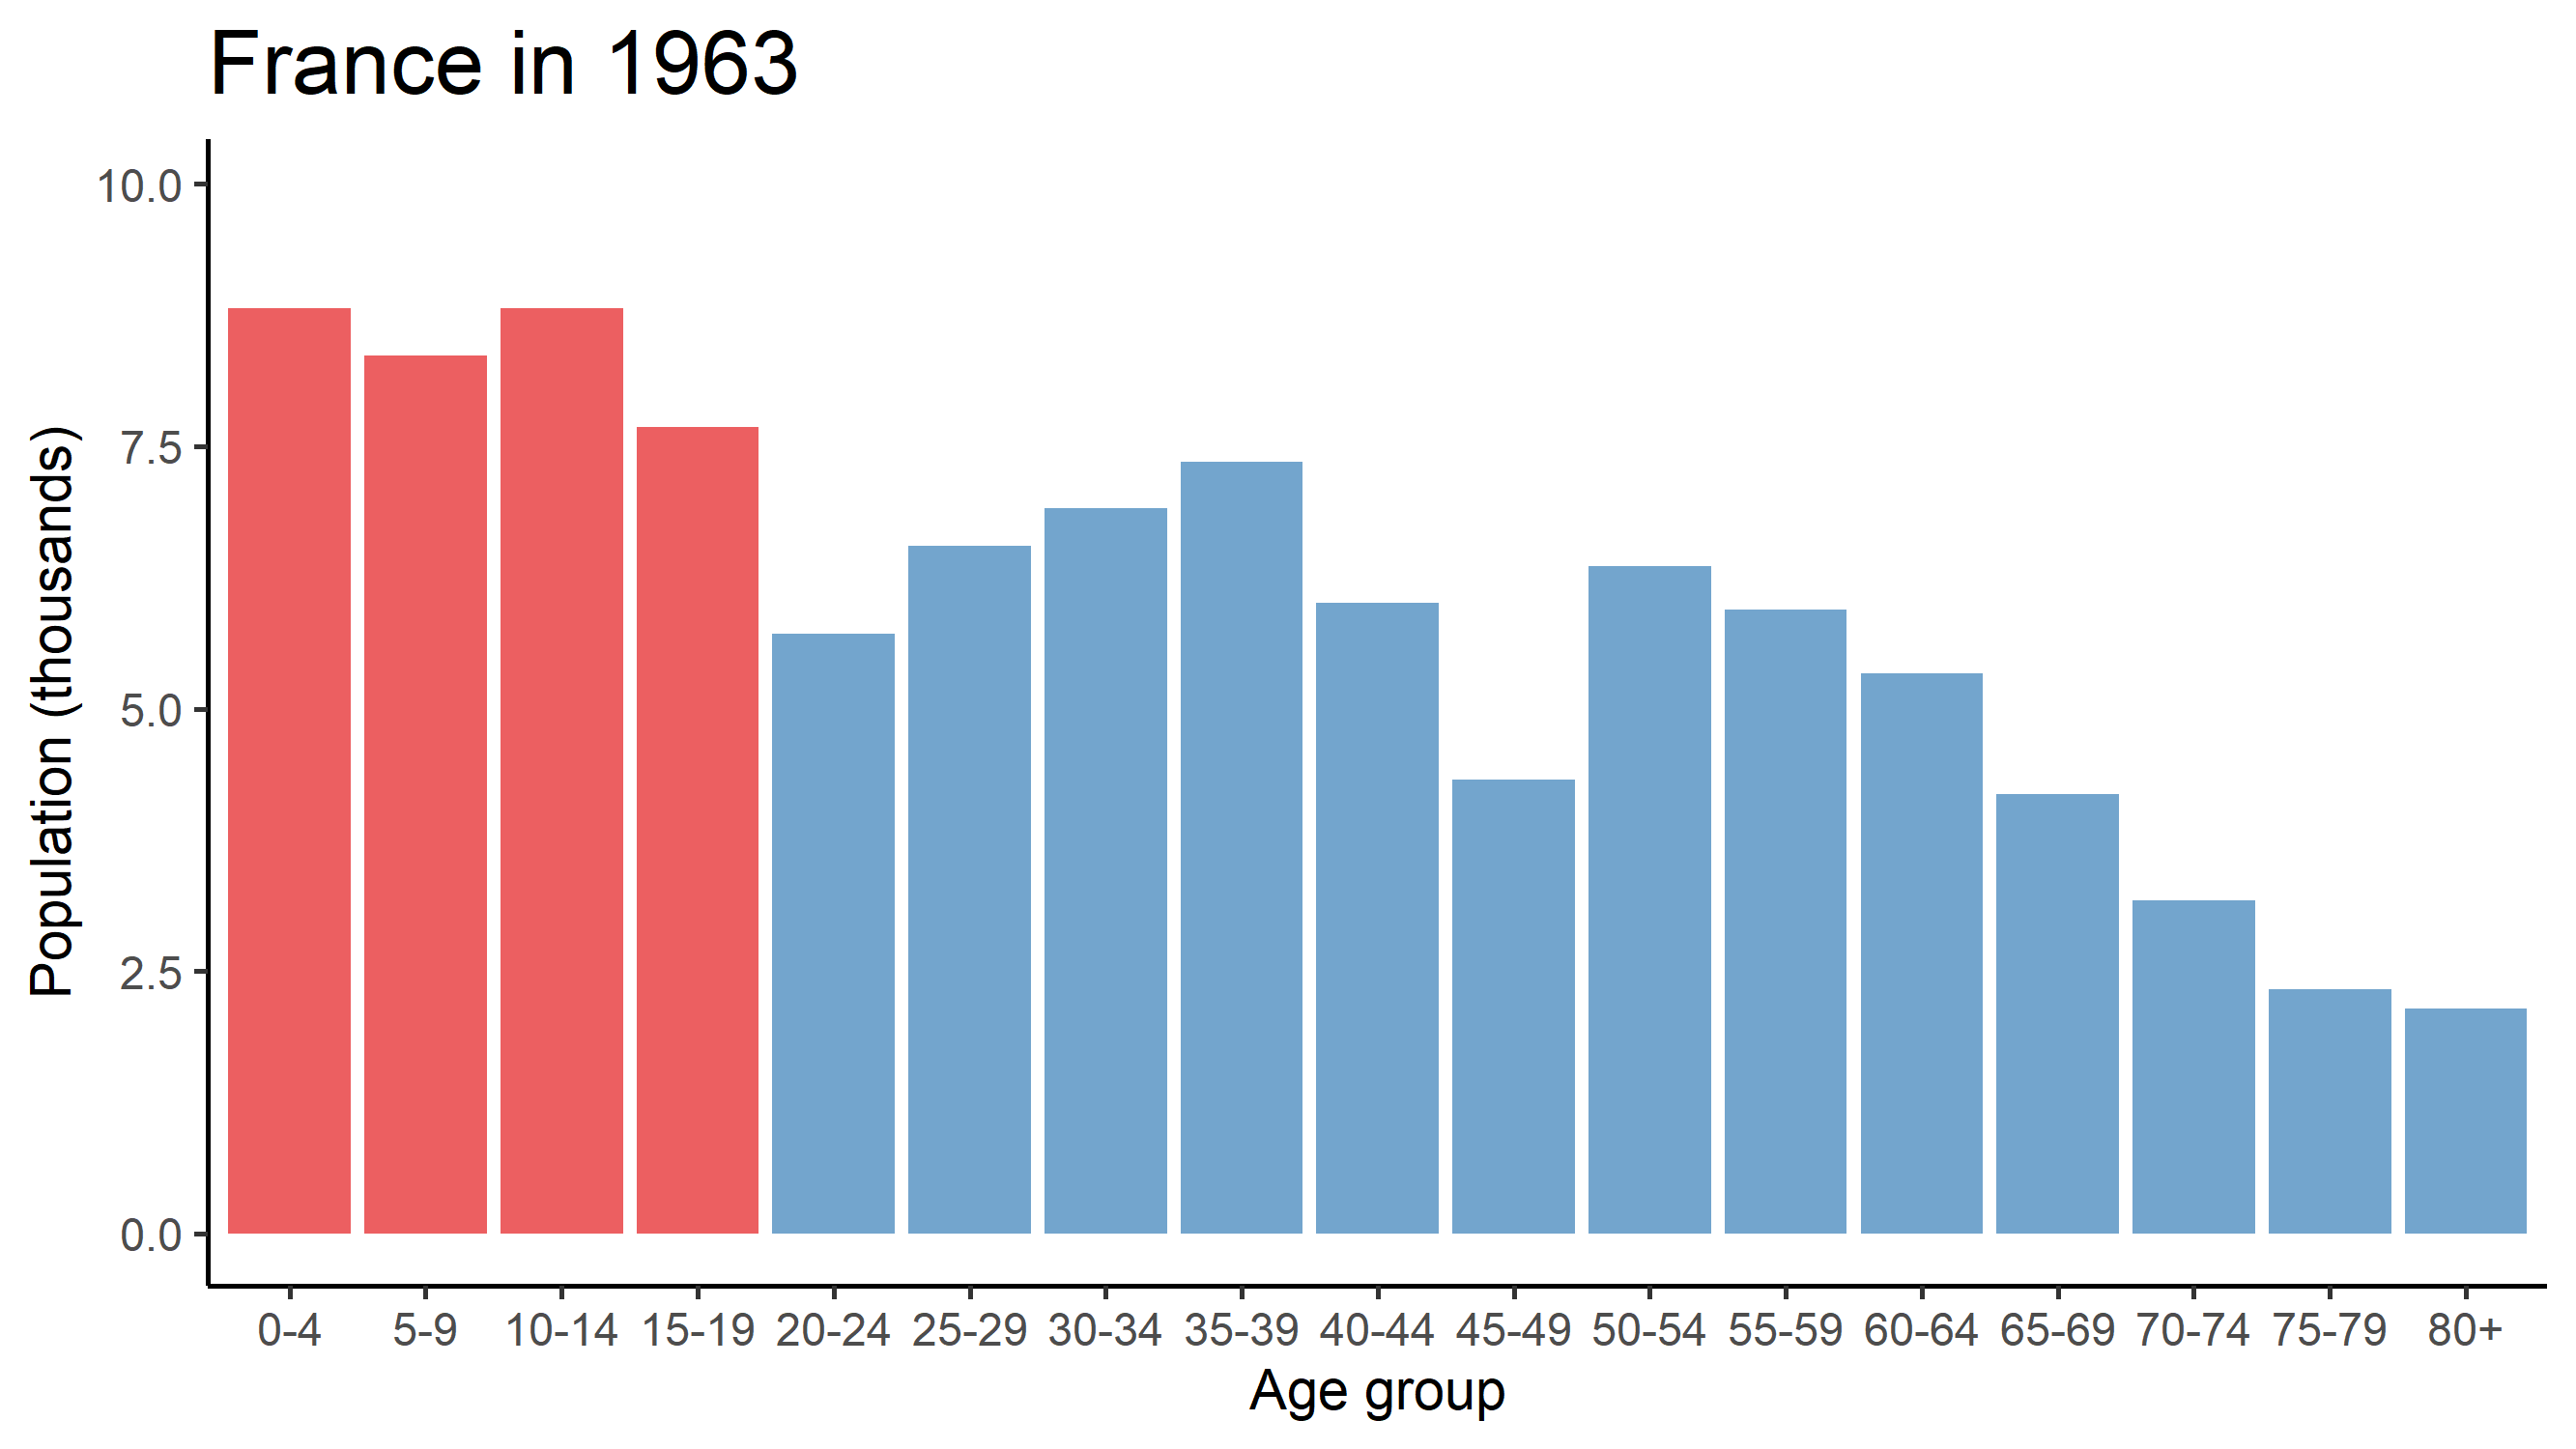 France in 1963
Population (thousands)
10.0
7.5
5.0
2.5
0.0
0-4 5-9 10-14 15-19 20-24 25-29 30-34 35-39 40-44 45-49 50-54 55-59 60-64 65-69 70-74 75-79 80+
Age group